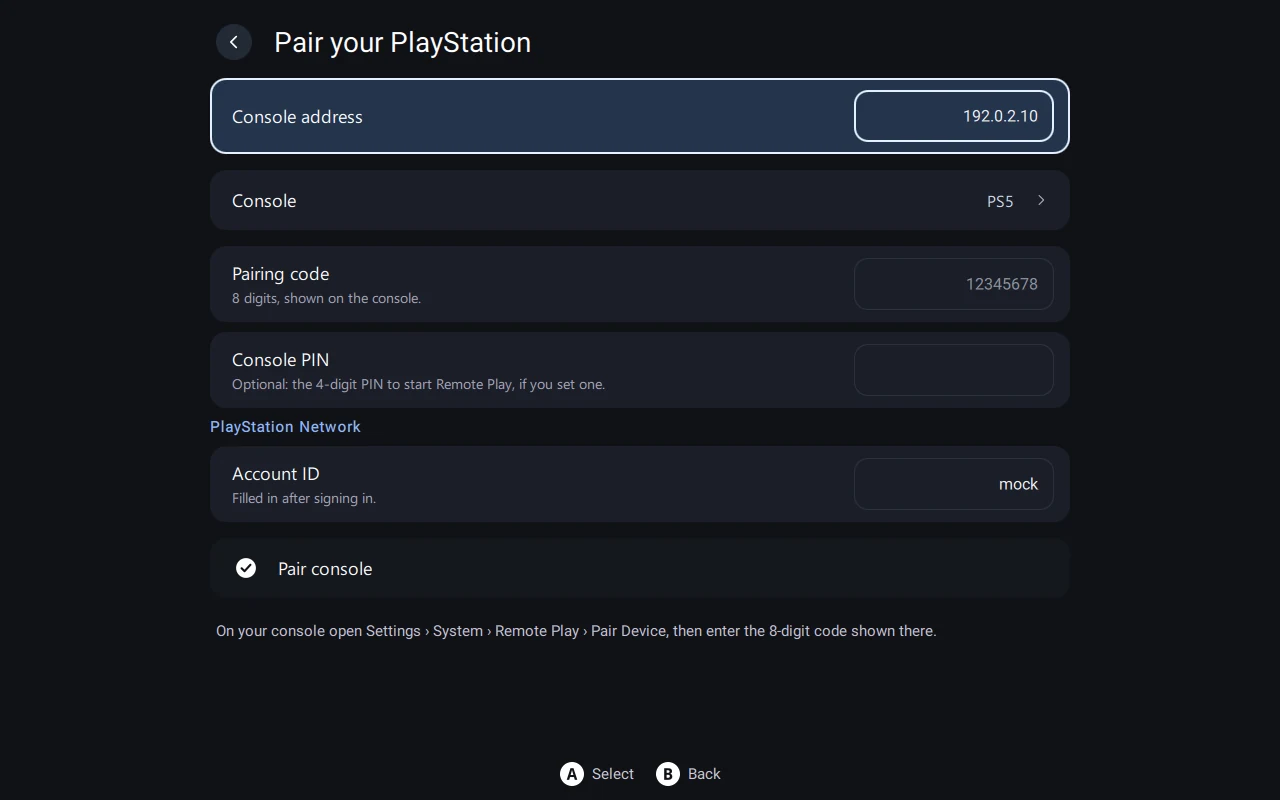 Pair your PlayStation
Console address
192.0.2.10
Console
PS5
Pairing code
8 digits, shown on the console.
12345678
Console PIN
Optional: the 4-digit PIN to start Remote Play, if you set one.
PlayStation Network
Account ID
Filled in after signing in.
mock
Pair console
On your console open Settings › System › Remote Play › Pair Device, then enter the 8-digit code shown there.
A Select B Back